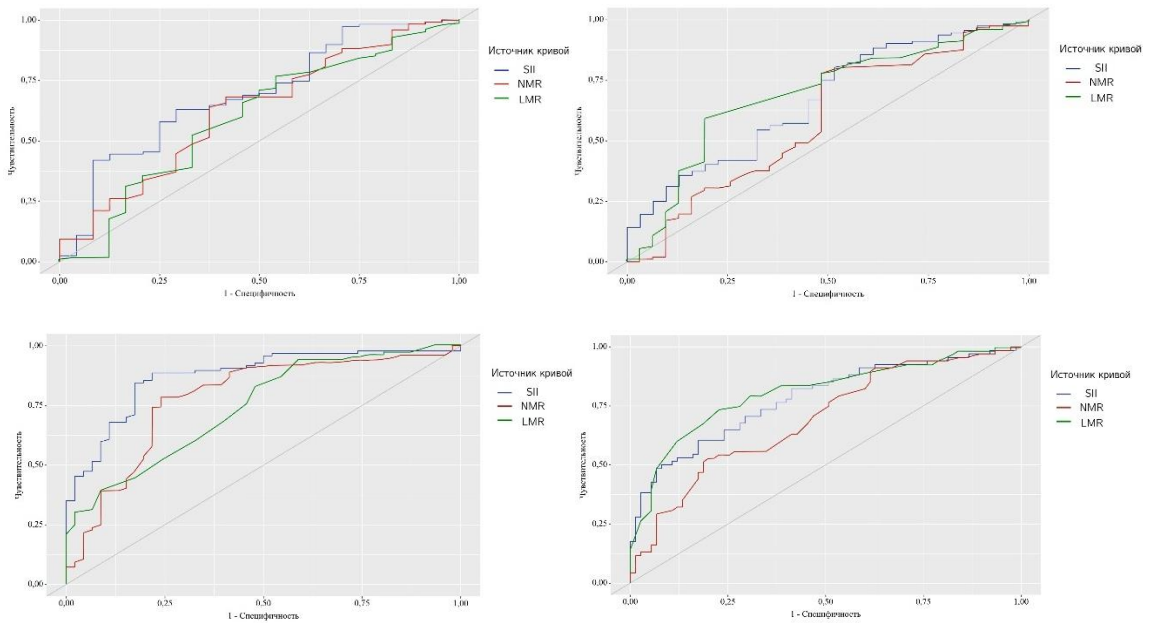 1,00
0,75
0,50
0,25
0,00
Чувствительность
0,00 0,25 0,50 0,75 1,00
1 - Специфичность
Источник кривой
SII
NMR
LMR
1,00
0,75
0,50
0,25
0,00
Чувствительность
0,00 0,25 0,50 0,75 1,00
1 - Специфичность
Источник кривой
SII
NMR
LMR
1,00
0,75
0,50
0,25
0,00
Чувствительность
0,00 0,25 0,50 0,75 1,00
1 - Специфичность
Источник кривой
SII
NMR
LMR
1,00
0,75
0,50
0,25
0,00
Чувствительность
0,00 0,25 0,50 0,75 1,00
1 - Специфичность
Источник кривой
SII
NMR
LMR